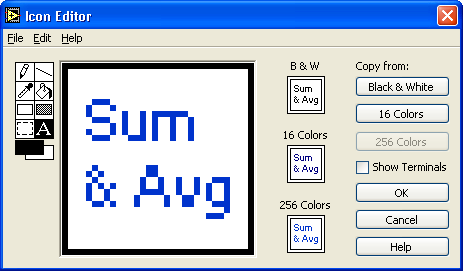 Icon Editor
File Edit Help
A
Sum
& Avg
B & W
Sum
& Avg
16 Colors
Sum
& Avg
256 Colors
Sum
& Avg
Copy from:
Black & White
16 Colors
256 Colors
Show Terminals
OK
Cancel
Help